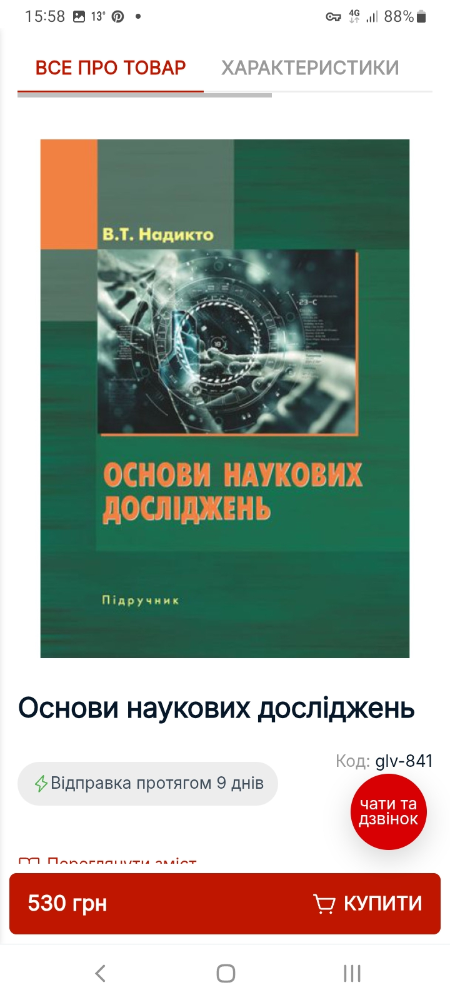 15:58 13° 4G 88%
ВСЕ ПРО ТОВАР ХАРАКТЕРИСТИКИ
В.Т. Надикто
-23-C
ОСНОВИ НАУКОВИХ
ДОСЛІДЖЕНЬ
Підручник
Основи наукових досліджень
Код: glv-841
Відправка протягом 9 днів
чати та
дзвінок
Переглянути зміст
530 грн КУПИТИ